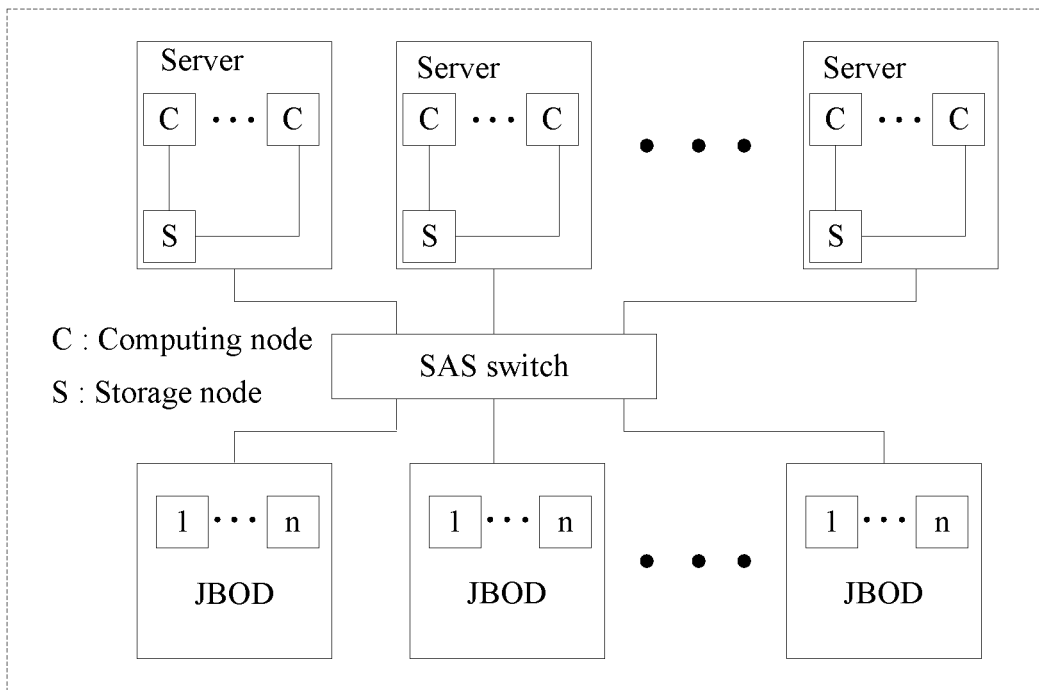 Server
Server
Server
C ••• C
C ••• C
C ••• C
• • •
S
S
S
C : Computing node
SAS switch
S : Storage node
1 ••• n
1 ••• n
1 ••• n
• • •
JBOD
JBOD
JBOD